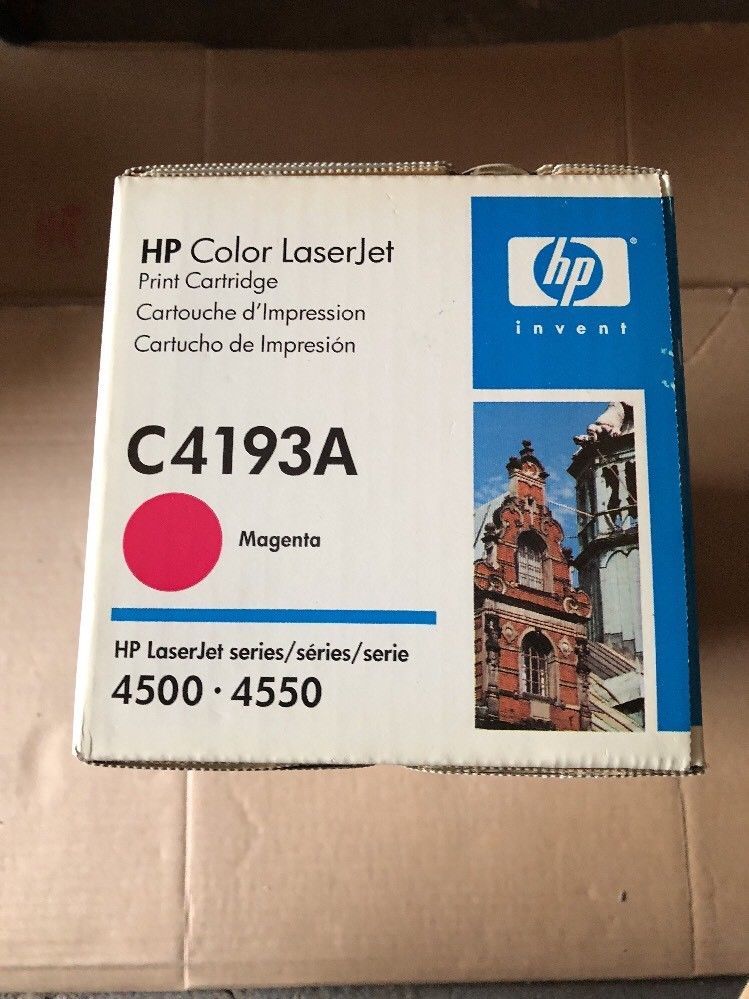 HP Color LaserJet
Print Cartridge
Cartouche d'Impression
Cartucho de Impresión
C4193A
Magenta
HP LaserJet series/séries/serie
4500 · 4550
hp®
invent